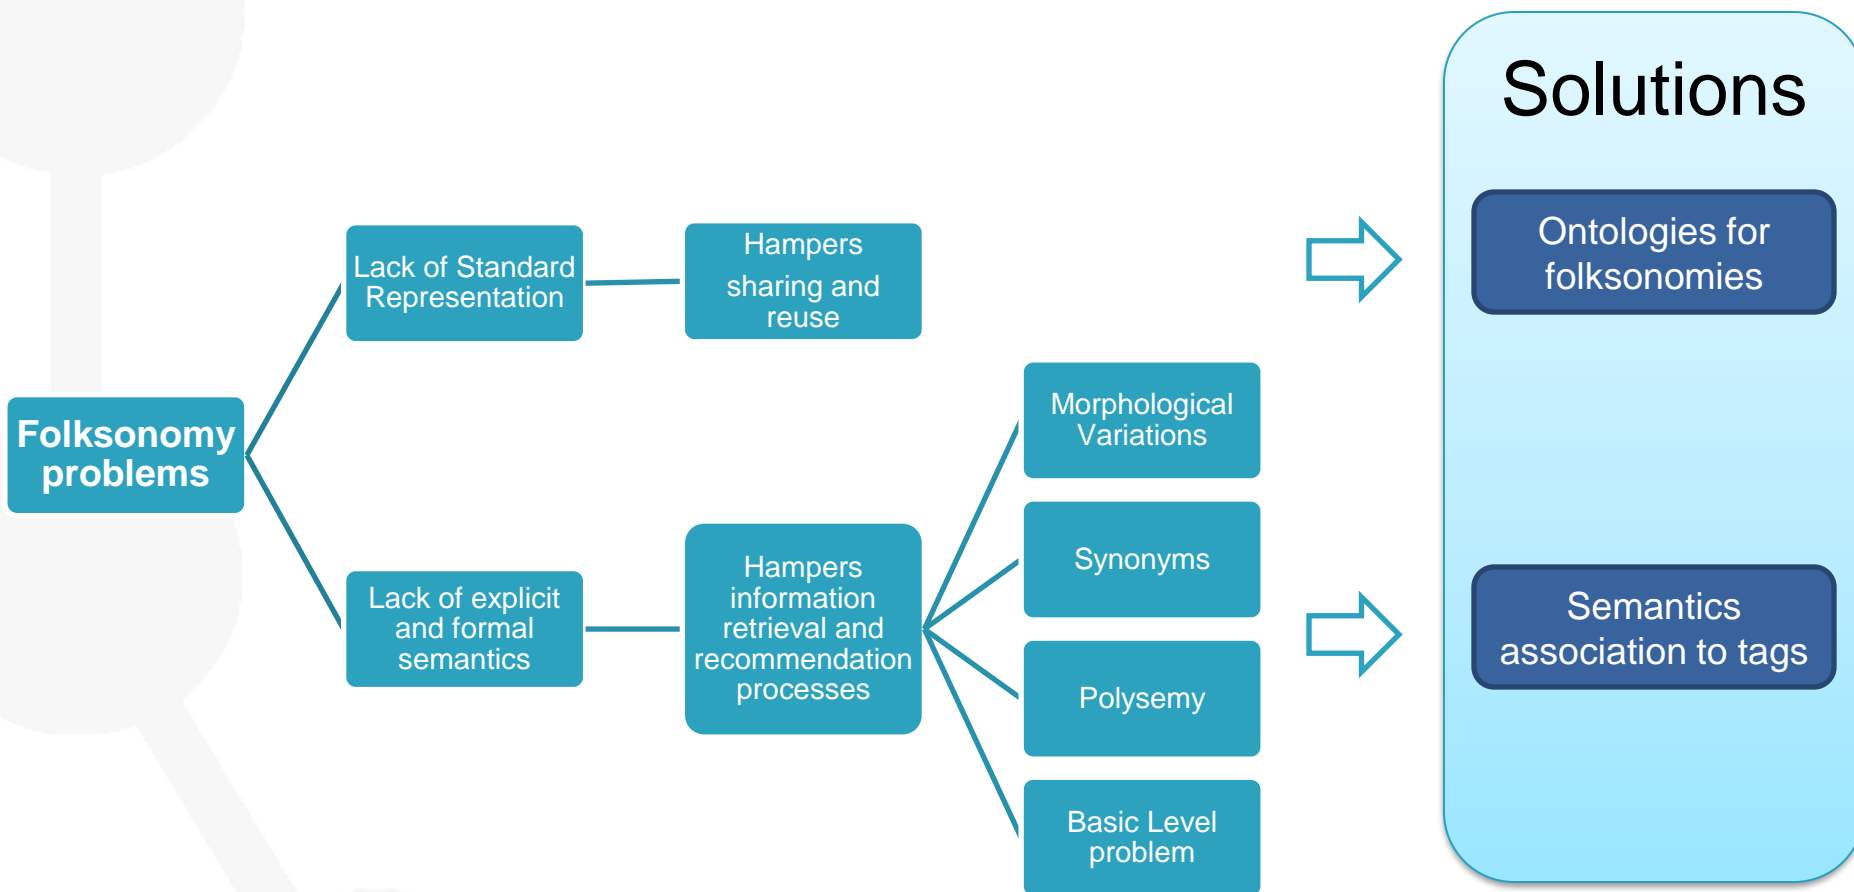 Solutions
Ontologies for
folksonomies
Lack of Standard
Representation
Hampers
sharing and
reuse
Folksonomy
problems
Morphological
Variations
Synonyms
Lack of explicit
and formal
semantics
Hampers
information
retrieval and
recommendation
processes
Semantics
association to tags
Polysemy
Basic Level
problem